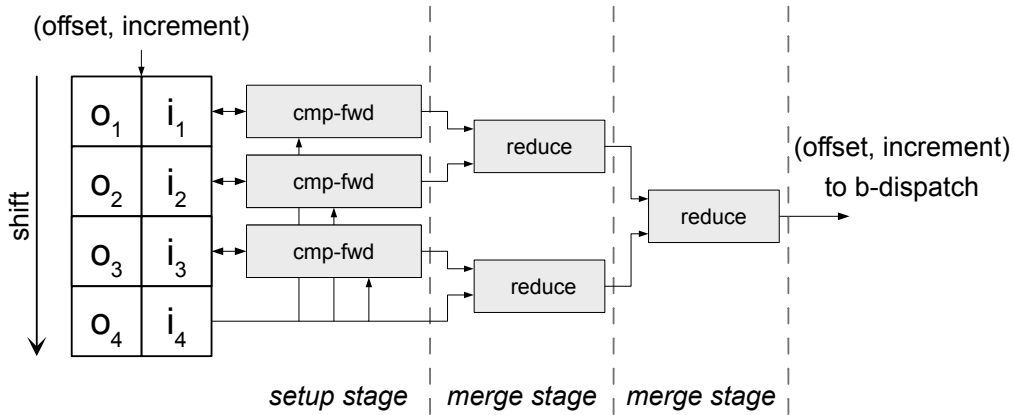 (offset, increment)
shift
o1 i1
o2 i2
o3 i3
o4 i4
cmp-fwd
cmp-fwd
cmp-fwd
reduce
reduce
reduce
(offset, increment)
to b-dispatch
setup stage
merge stage
merge stage